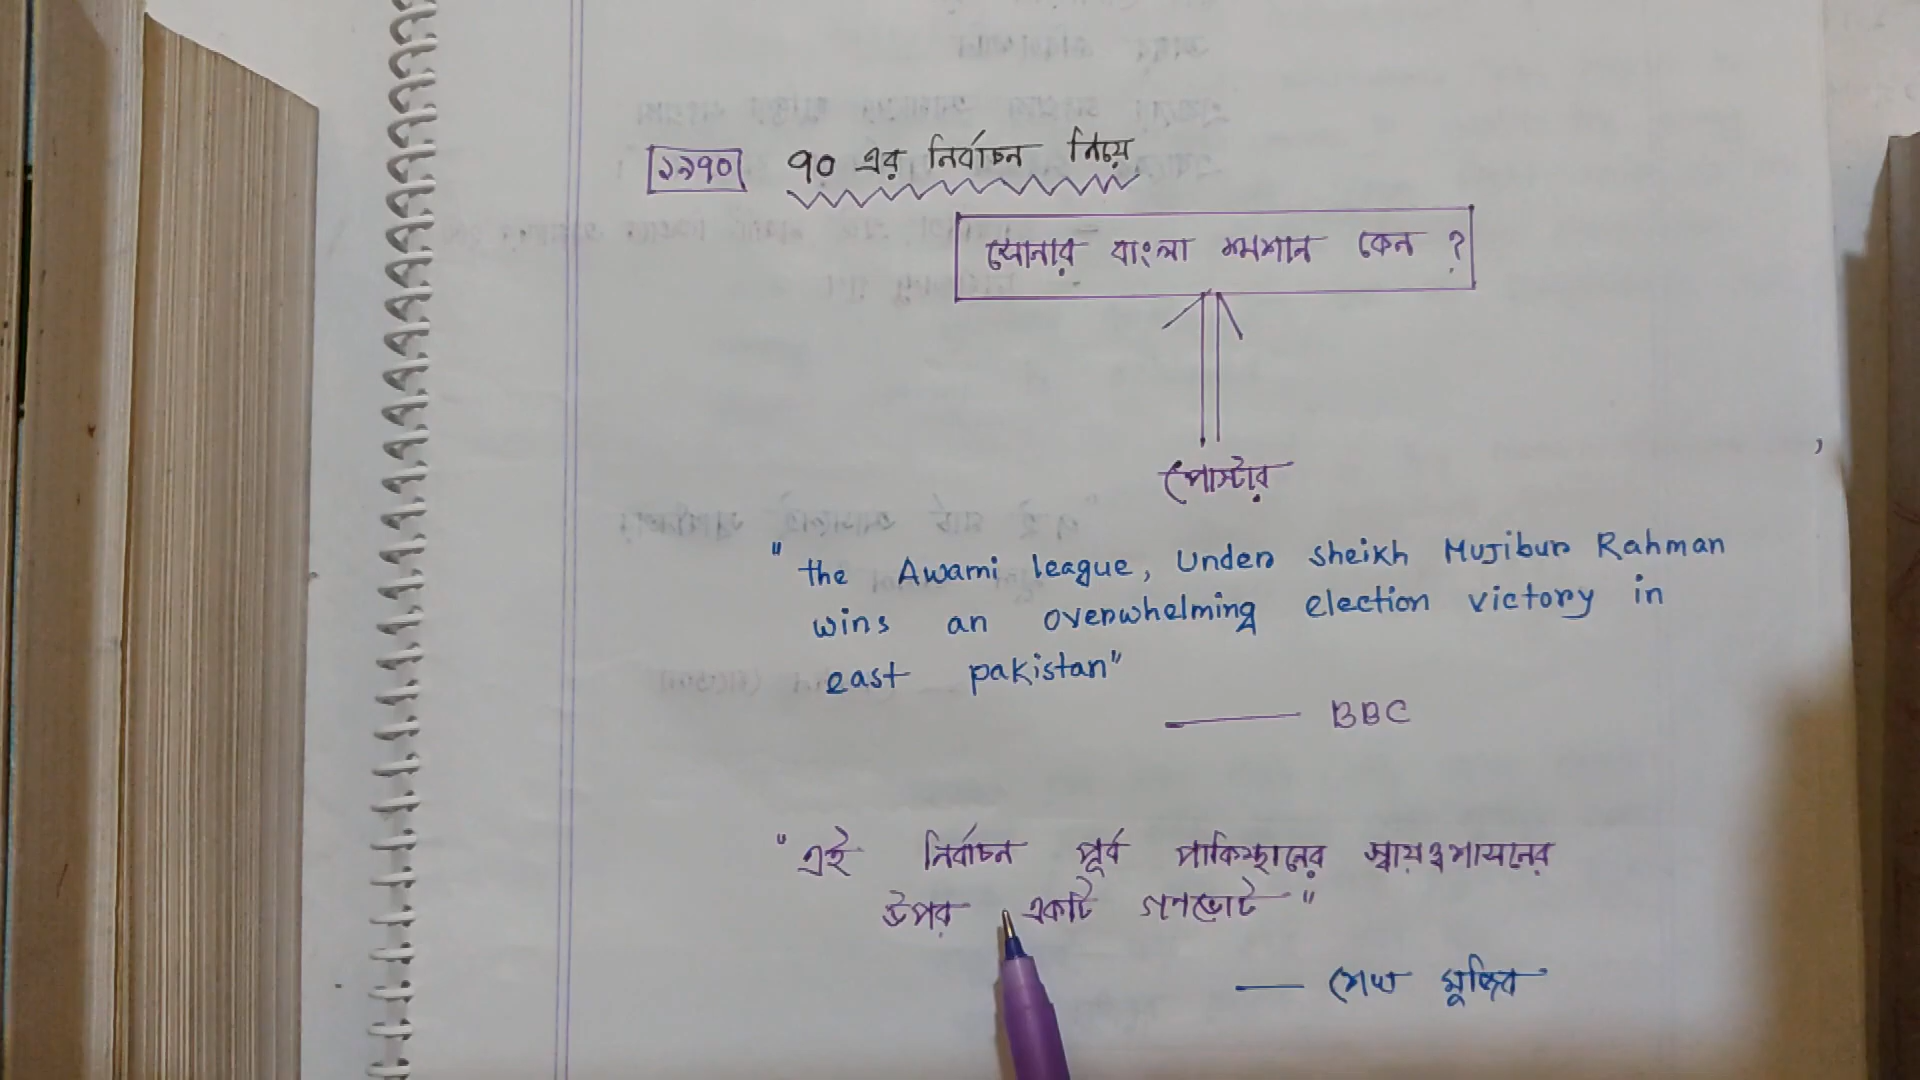 ১৯৭০ ৭০ এর নির্বাচন নিয়ে
সোনার বাংলা শ্মশান কেন ?
পোস্টার
"the Awami league, Under sheikh Mujibur Rahman
wins an overwhelming election victory in
east pakistan"
— BBC
"এই নির্বাচন পূর্ব পাকিস্থানের স্বায়ত্বশাসনের
উপর একটি গণভোট"
— শেখ মুজিব